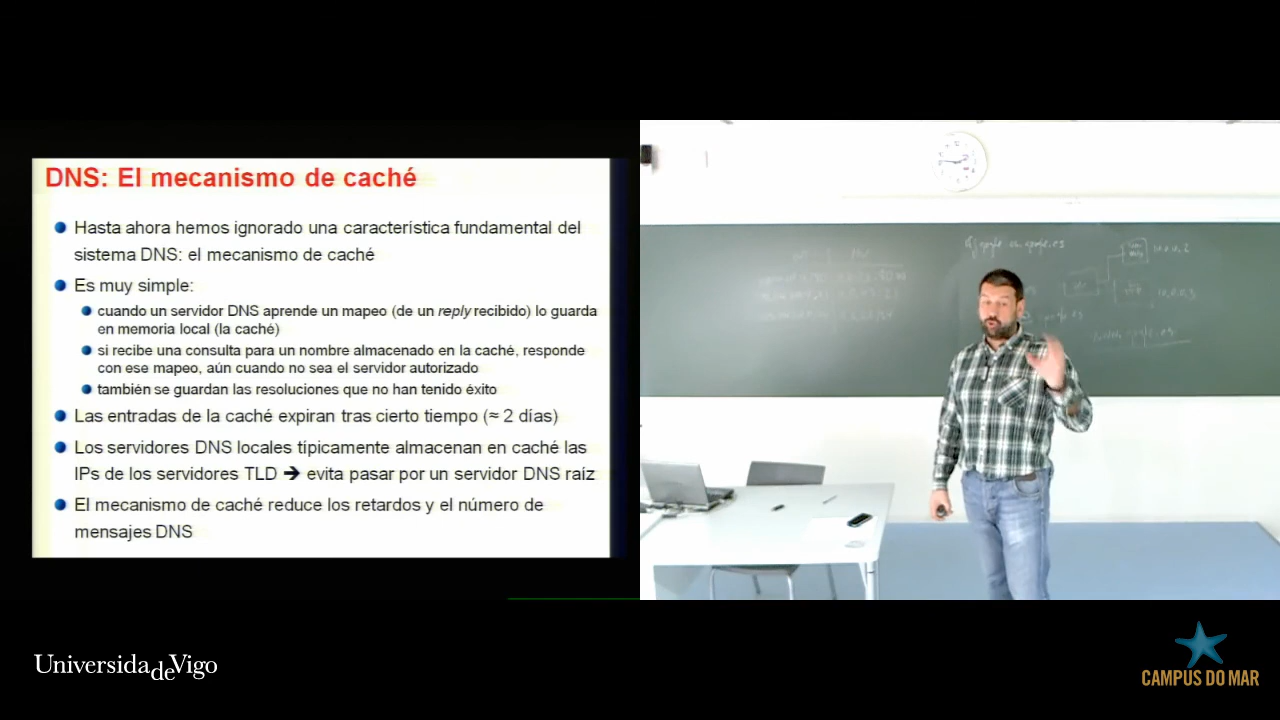 DNS: El mecanismo de caché
Hasta ahora hemos ignorado una característica fundamental del
sistema DNS: el mecanismo de caché
Es muy simple:
cuando un servidor DNS aprende un mapeo (de un reply recibido) lo guarda
en memoria local (la caché)
si recibe una consulta para un nombre almacenado en la caché, responde
con ese mapeo, aún cuando no sea el servidor autorizado
también se guardan las resoluciones que no han tenido éxito
Las entradas de la caché expiran tras cierto tiempo (≈ 2 días)
Los servidores DNS locales típicamente almacenan en caché las
IPs de los servidores TLD ➔ evita pasar por un servidor DNS raíz
El mecanismo de caché reduce los retardos y el número de
mensajes DNS
UniversidadeVigo
CAMPUS DO MAR